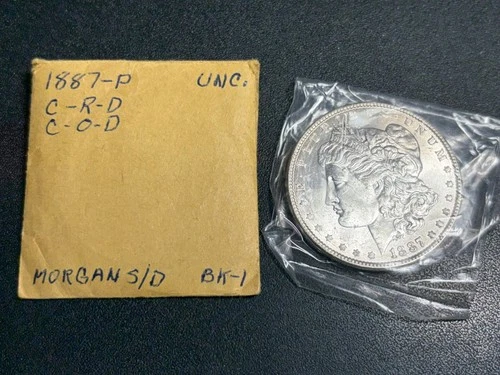 1887-P UNC.
C-R-D
C-O-D
MORGAN S/D BK-1
UNUM
1887